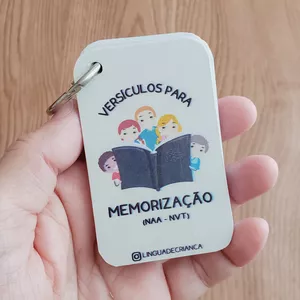 VERSÍCULOS PARA
MEMORIZAÇÃO
(NAA - NVT)
@LINGUADECRIANCA